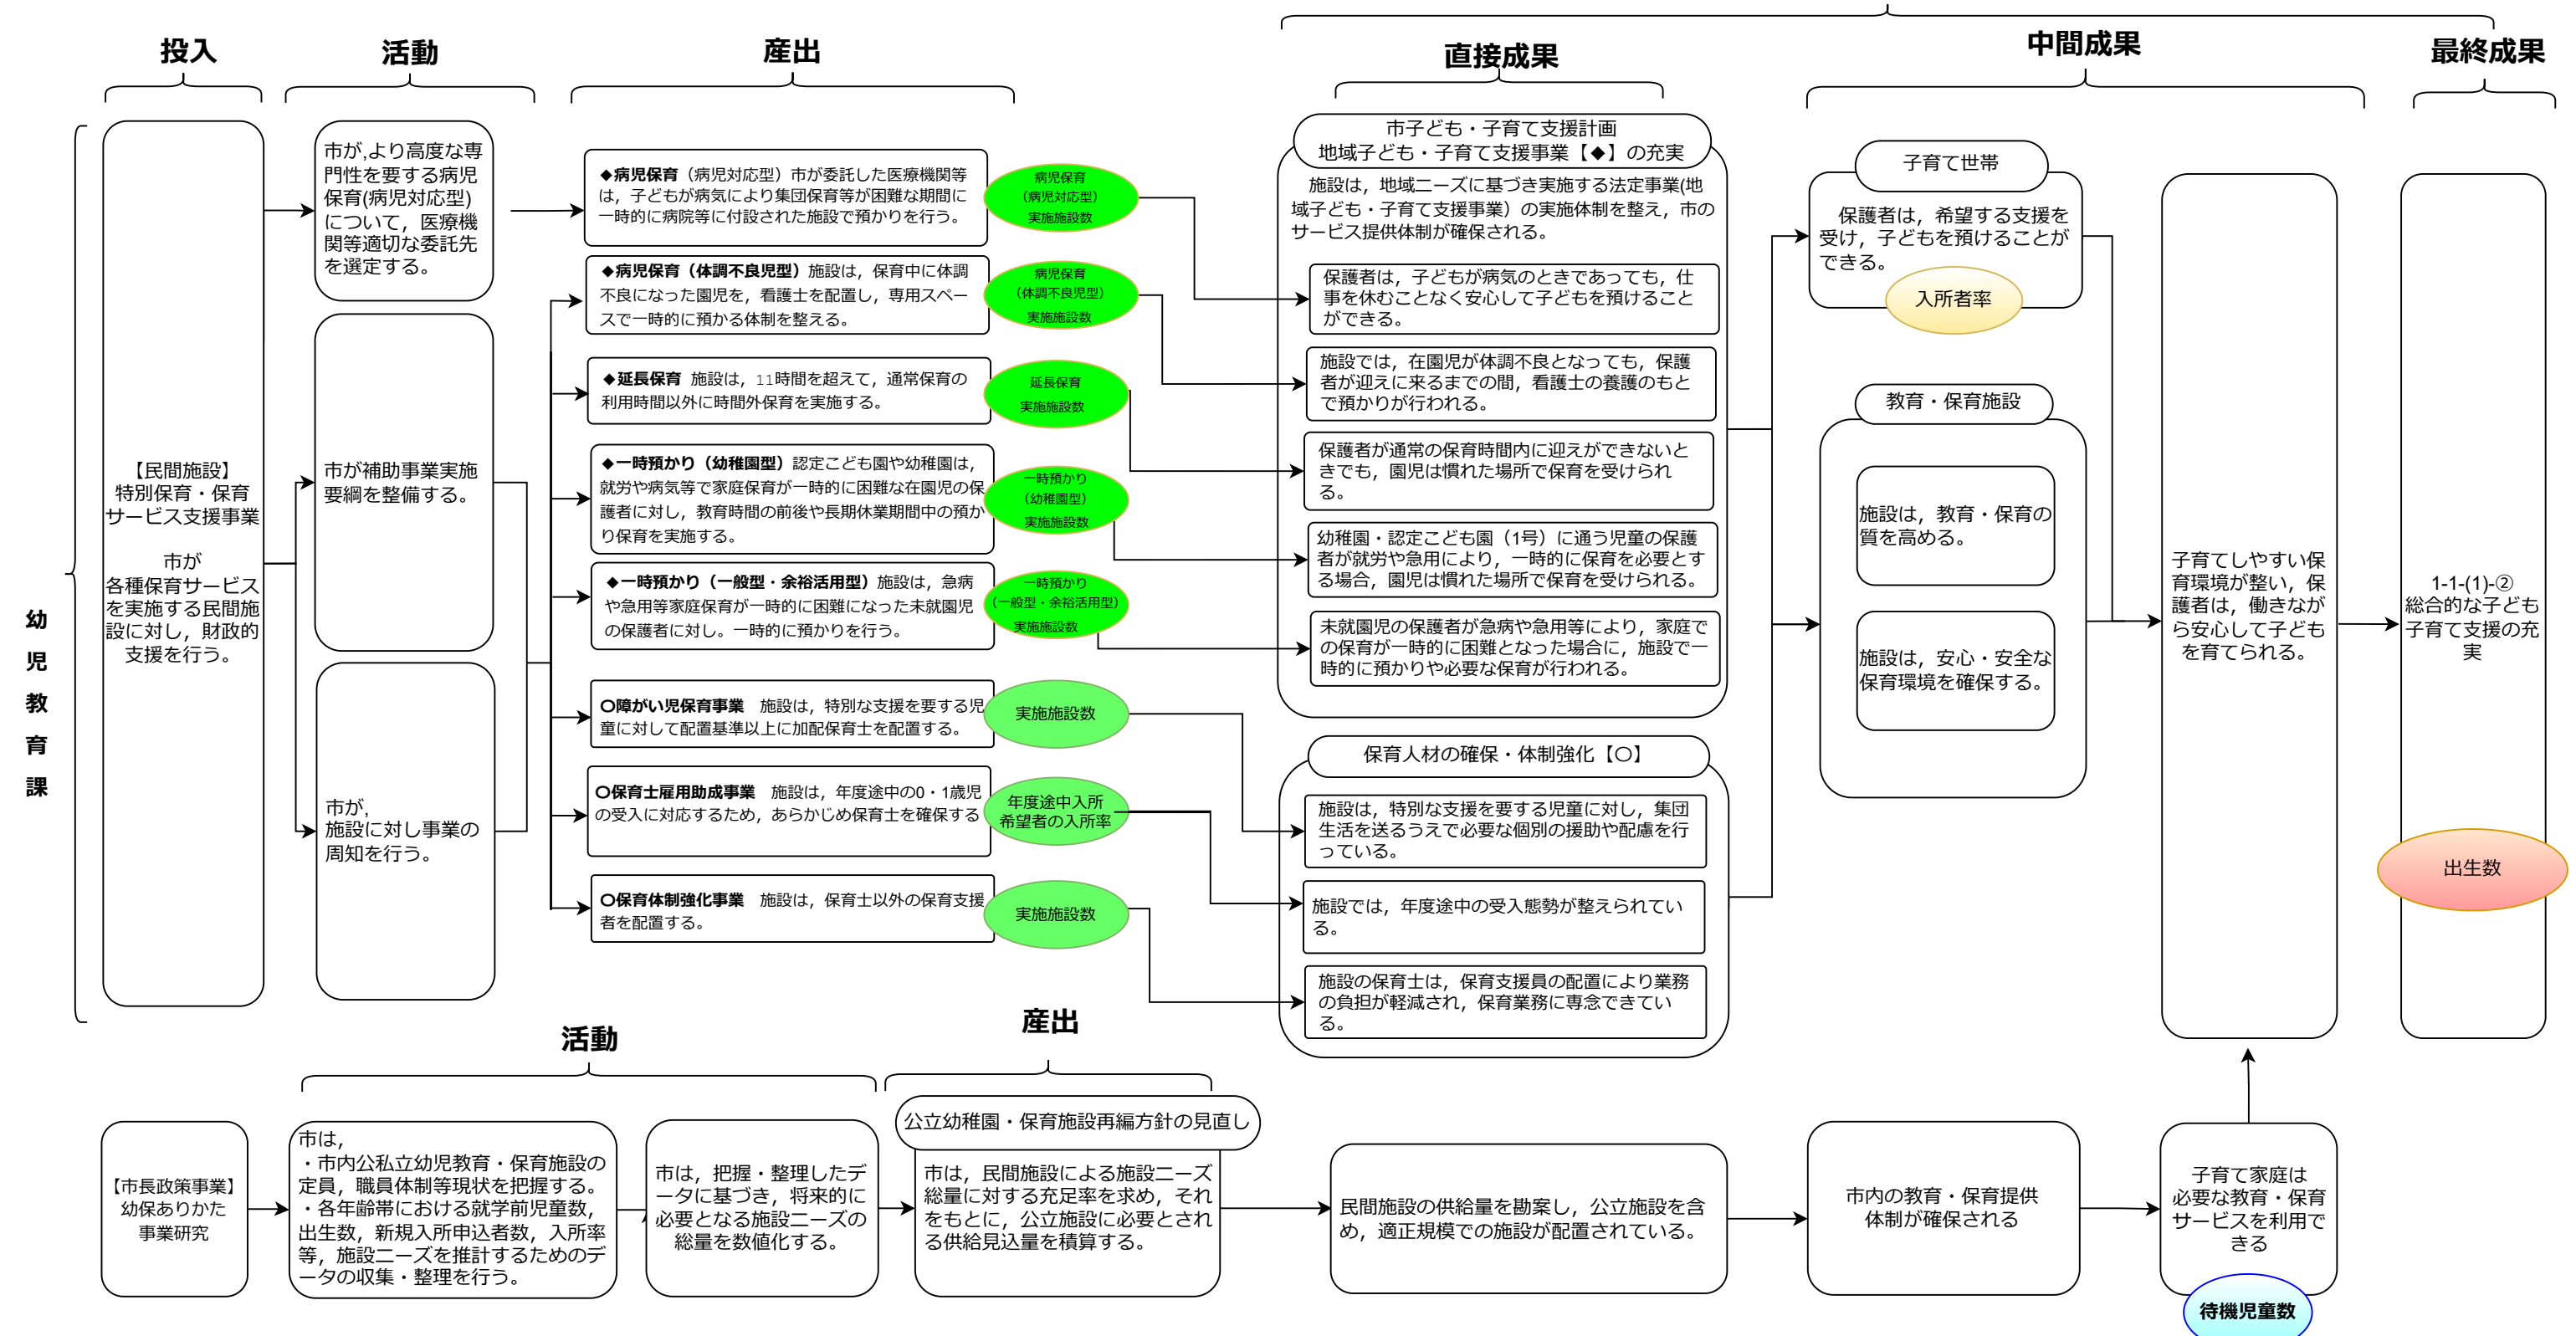 投入
活動
産出
直接成果
中間成果
最終成果
幼
児
教
育
課
【民間施設】
特別保育・保育
サービス支援事業
市が
各種保育サービス
を実施する民間施
設に対し，財政的
支援を行う。
市が,より高度な専
門性を要する病児
保育(病児対応型)
について，医療機
関等適切な委託先
を選定する。
市が補助事業実施
要綱を整備する。
市が,
施設に対し事業の
周知を行う。
◆病児保育（病児対応型）市が委託した医療機関等
は，子どもが病気により集団保育等が困難な期間に
一時的に病院等に付設された施設で預かりを行う。
病児保育
（病児対応型）
実施施設数
◆病児保育（体調不良児型）施設は，保育中に体調
不良になった園児を，看護士を配置し，専用スペー
スで一時的に預かる体制を整える。
病児保育
（体調不良児型）
実施施設数
◆延長保育 施設は，11時間を超えて，通常保育の
利用時間以外に時間外保育を実施する。
延長保育
実施施設数
◆一時預かり（幼稚園型）認定こども園や幼稚園は，
就労や病気等で家庭保育が一時的に困難な在園児の保
護者に対し，教育時間の前後や長期休業期間中の預か
り保育を実施する。
一時預かり
（幼稚園型）
実施施設数
◆一時預かり（一般型・余裕活用型）施設は，急病
や急用等家庭保育が一時的に困難になった未就園児
の保護者に対し。一時的に預かりを行う。
一時預かり
（一般型・余裕活用型）
実施施設数
〇障がい児保育事業　施設は，特別な支援を要する児
童に対して配置基準以上に加配保育士を配置する。
実施施設数
〇保育士雇用助成事業　施設は，年度途中の0・1歳児
の受入に対応するため，あらかじめ保育士を確保する
年度途中入所
希望者の入所率
〇保育体制強化事業　施設は，保育士以外の保育支援
者を配置する。
実施施設数
市子ども・子育て支援計画
地域子ども・子育て支援事業【◆】の充実
施設は，地域ニーズに基づき実施する法定事業(地
域子ども・子育て支援事業）の実施体制を整え，市の
サービス提供体制が確保される。
保護者は，子どもが病気のときであっても，仕
事を休むことなく安心して子どもを預けること
ができる。
施設では，在園児が体調不良となっても，保護
者が迎えに来るまでの間，看護士の養護のもと
で預かりが行われる。
保護者が通常の保育時間内に迎えができないと
きでも，園児は慣れた場所で保育を受けられ
る。
幼稚園・認定こども園（1号）に通う児童の保護
者が就労や急用により，一時的に保育を必要とす
る場合，園児は慣れた場所で保育を受けられる。
未就園児の保護者が急病や急用等により，家庭で
の保育が一時的に困難となった場合に，施設で一
時的に預かりや必要な保育が行われる。
保育人材の確保・体制強化【〇】
施設は，特別な支援を要する児童に対し，集団
生活を送るうえで必要な個別の援助や配慮を行
っている。
施設では，年度途中の受入態勢が整えられてい
る。
施設の保育士は，保育支援員の配置により業務
の負担が軽減され，保育業務に専念できてい
る。
子育て世帯
保護者は，希望する支援を
受け，子どもを預けることが
できる。
入所者率
教育・保育施設
施設は，教育・保育の
質を高める。
施設は，安心・安全な
保育環境を確保する。
子育てしやすい保
育環境が整い，保
護者は，働きなが
ら安心して子ども
を育てられる。
1-1-(1)-②
総合的な子ども
子育て支援の充
実
出生数
活動
産出
【市長政策事業】
幼保ありかた
事業研究
市は，
・市内公私立幼児教育・保育施設の
定員，職員体制等現状を把握する。
・各年齢帯における就学前児童数，
出生数，新規入所申込者数，入所率
等，施設ニーズを推計するためのデ
ータの収集・整理を行う。
市は，把握・整理したデ
ータに基づき，将来的に
必要となる施設ニーズの
総量を数値化する。
公立幼稚園・保育施設再編方針の見直し
市は，民間施設による施設ニーズ
総量に対する充足率を求め，それ
をもとに，公立施設に必要とされ
る供給見込量を積算する。
民間施設の供給量を勘案し，公立施設を含
め，適正規模での施設が配置されている。
市内の教育・保育提供
体制が確保される
子育て家庭は
必要な教育・保育
サービスを利用で
きる
待機児童数